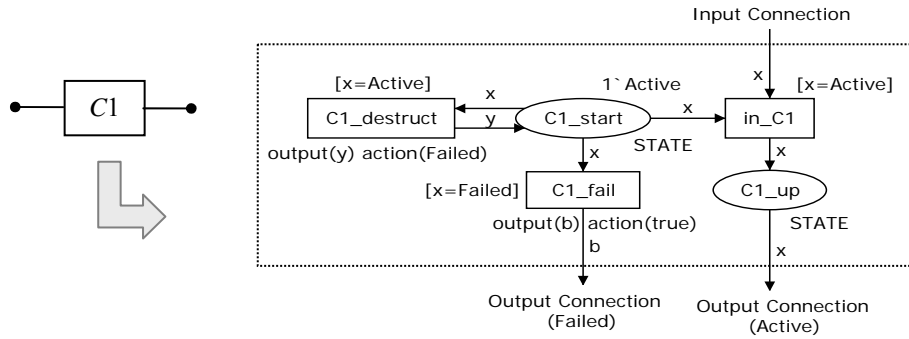 Input Connection
C1
[x=Active]
C1_destruct
output(y) action(Failed)
x
y
1`Active
C1_start
STATE
x
x
[x=Active]
in_C1
x
x
[x=Failed]
C1_fail
output(b) action(true)
b
C1_up
STATE
x
Output Connection
(Failed)
Output Connection
(Active)